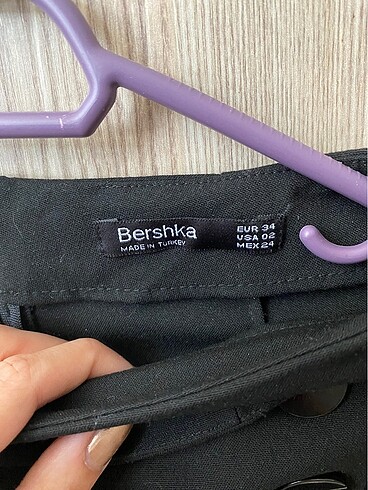 Bershka
MADE IN TURKEY
EUR 34
USA 02
MEX 24